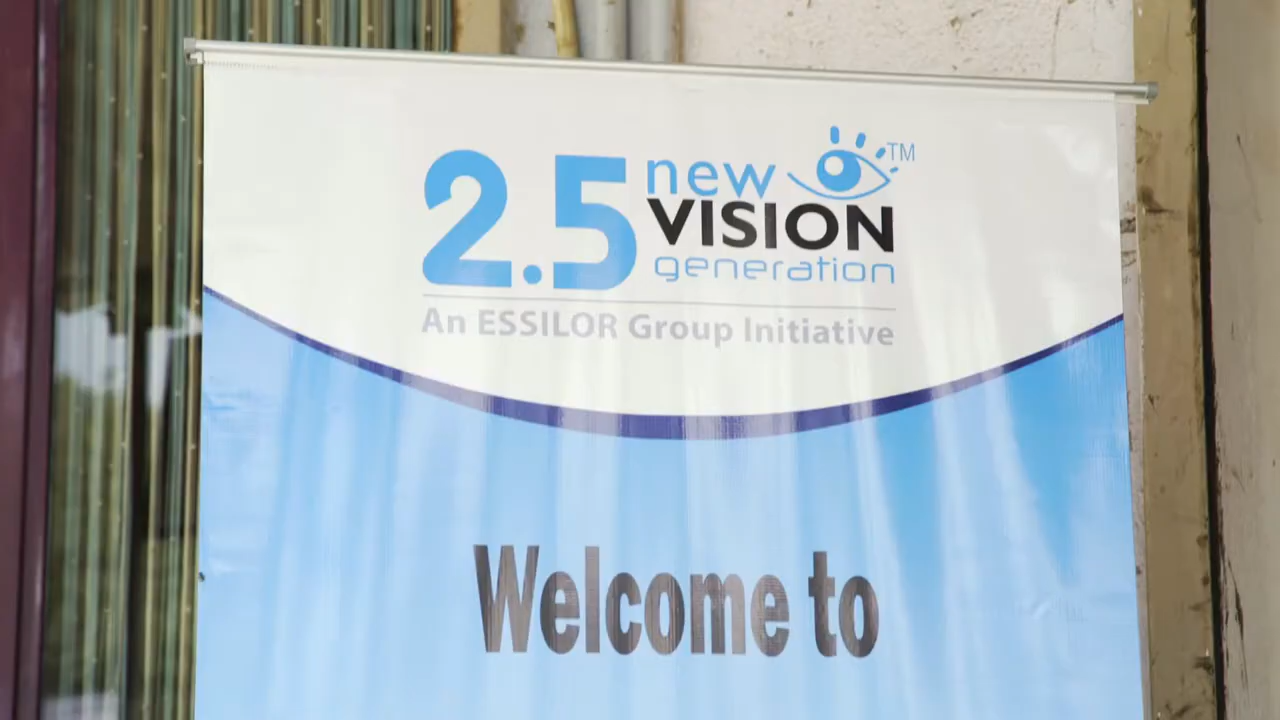 2.5 new VISION generation ™
An ESSILOR Group Initiative
Welcome to